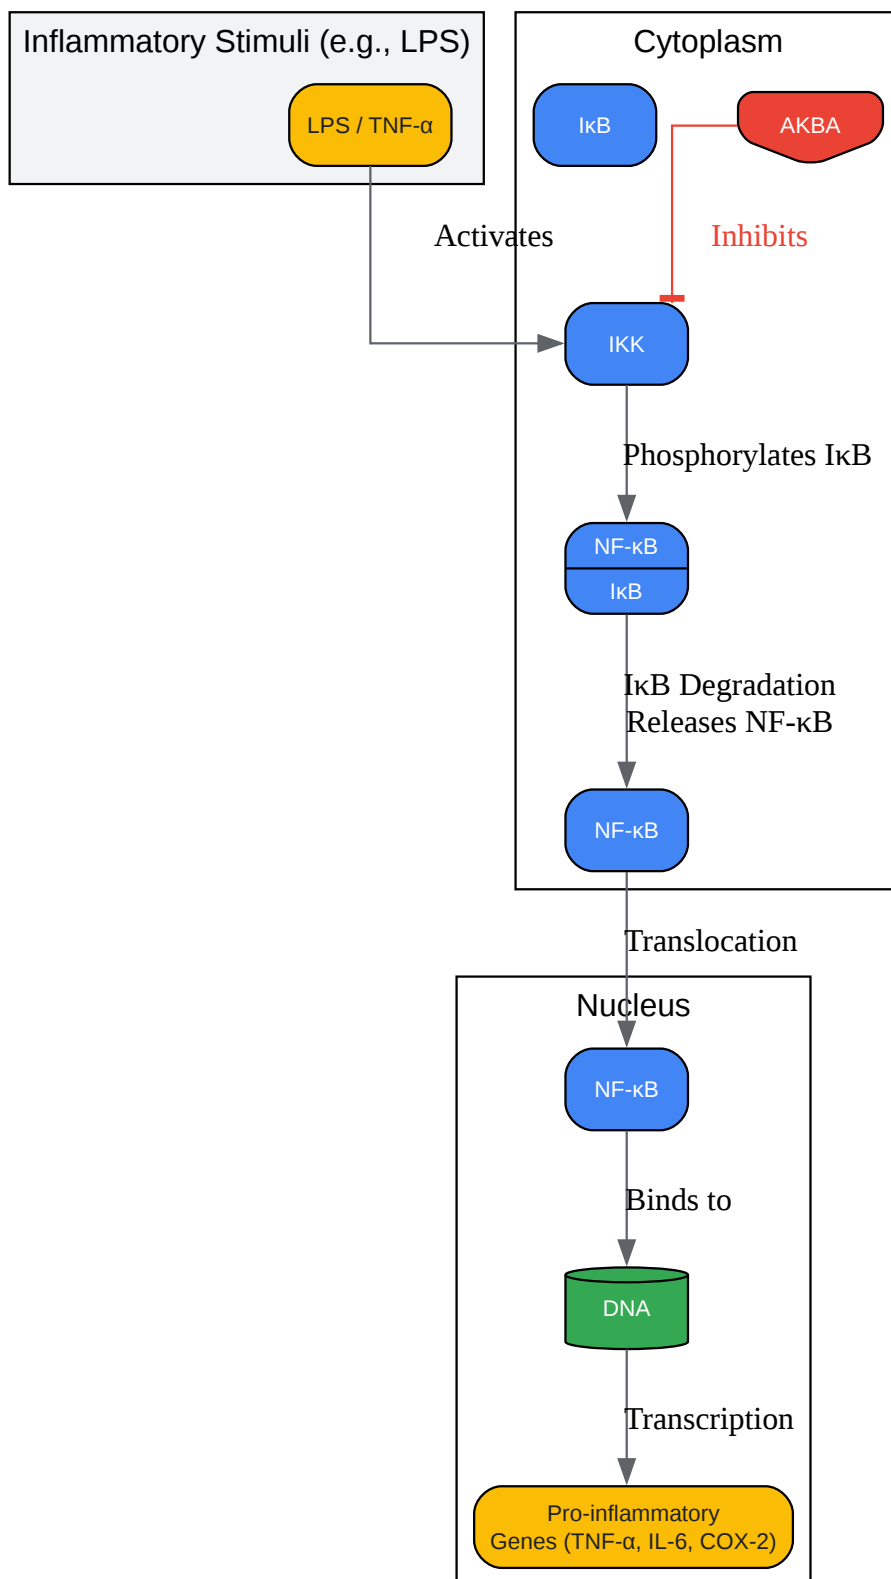 Inflammatory Stimuli (e.g., LPS)
Cytoplasm
LPS / TNF-α
IκB
AKBA
Activates
Inhibits
IKK
Phosphorylates IκB
NF-κB
IκB
IκB Degradation
Releases NF-κB
NF-κB
Translocation
Nucleus
NF-κB
Binds to
DNA
Transcription
Pro-inflammatory
Genes (TNF-α, IL-6, COX-2)